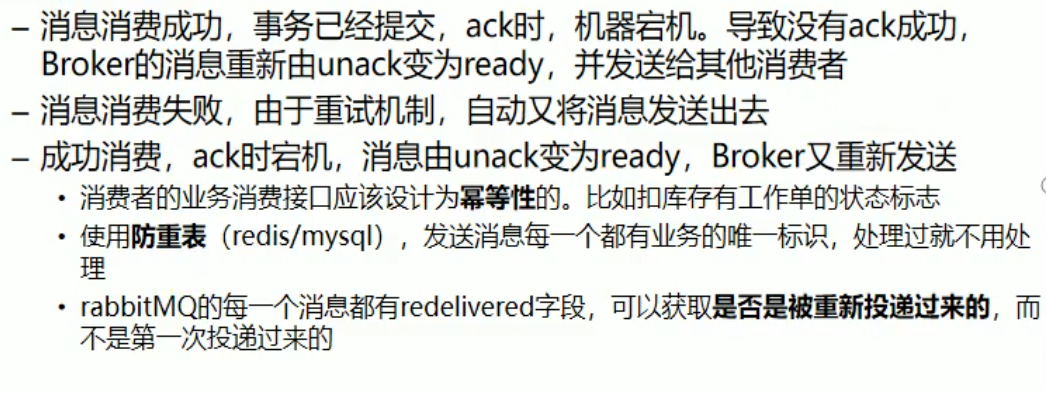 – 消息消费成功，事务已经提交，ack时，机器宕机。导致没有ack成功，
Broker的消息重新由unack变为ready，并发送给其他消费者
– 消息消费失败，由于重试机制，自动又将消息发送出去
– 成功消费，ack时宕机，消息由unack变为ready，Broker又重新发送
• 消费者的业务消费接口应该设计为幂等性的。比如扣库存有工作单的状态标志
• 使用防重表（redis/mysql），发送消息每一个都有业务的唯一标识，处理过就不用处
理
• rabbitMQ的每一个消息都有redelivered字段，可以获取是否是被重新投递过来的，而
不是第一次投递过来的